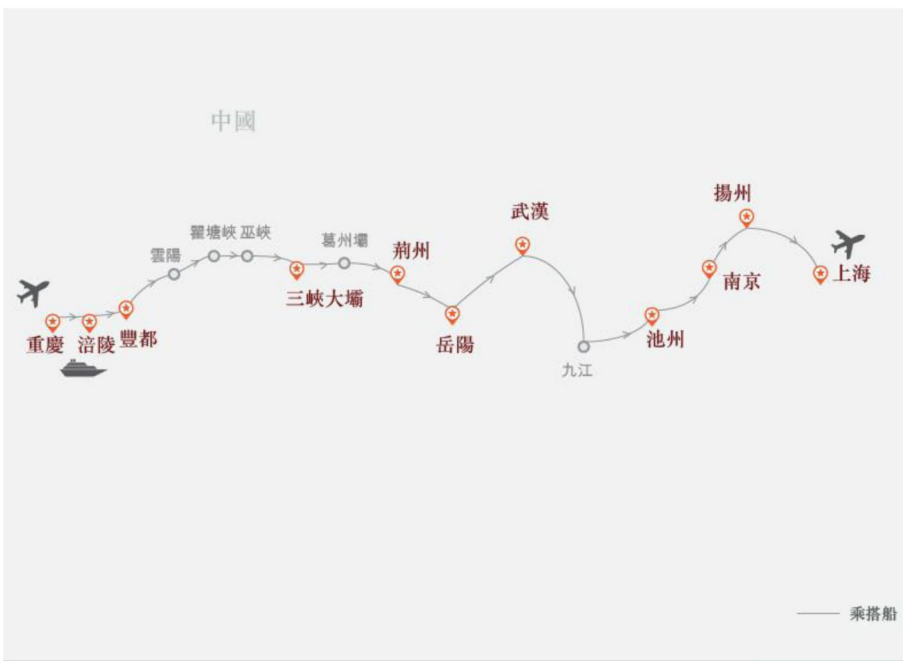 中國
揚州
武漢
瞿塘峽 巫峽
葛州壩
荊州
雲陽
上海
南京
三峽大壩
重慶
涪陵
豐都
岳陽
池州
九江
乘搭船